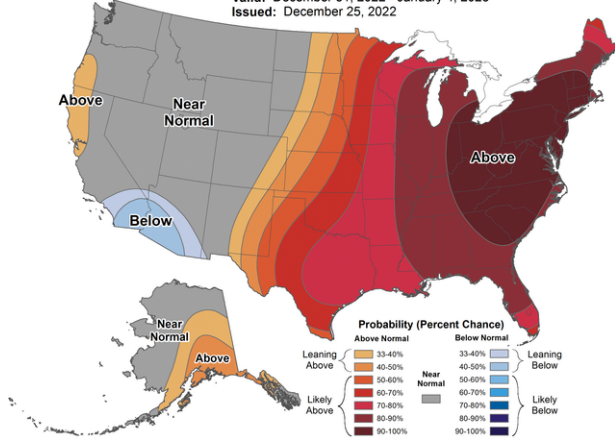 Issued: December 25, 2022
Above
Near
Normal
Above
Below
Near
Normal
Above
Probability (Percent Chance)
Above Normal
Below Normal
Leaning
Above
Likely
Above
33-40%
40-50%
50-60%
60-70%
70-80%
80-90%
90-100%
Near
Normal
33-40%
40-50%
50-60%
60-70%
70-80%
80-90%
90-100%
Leaning
Below
Likely
Below